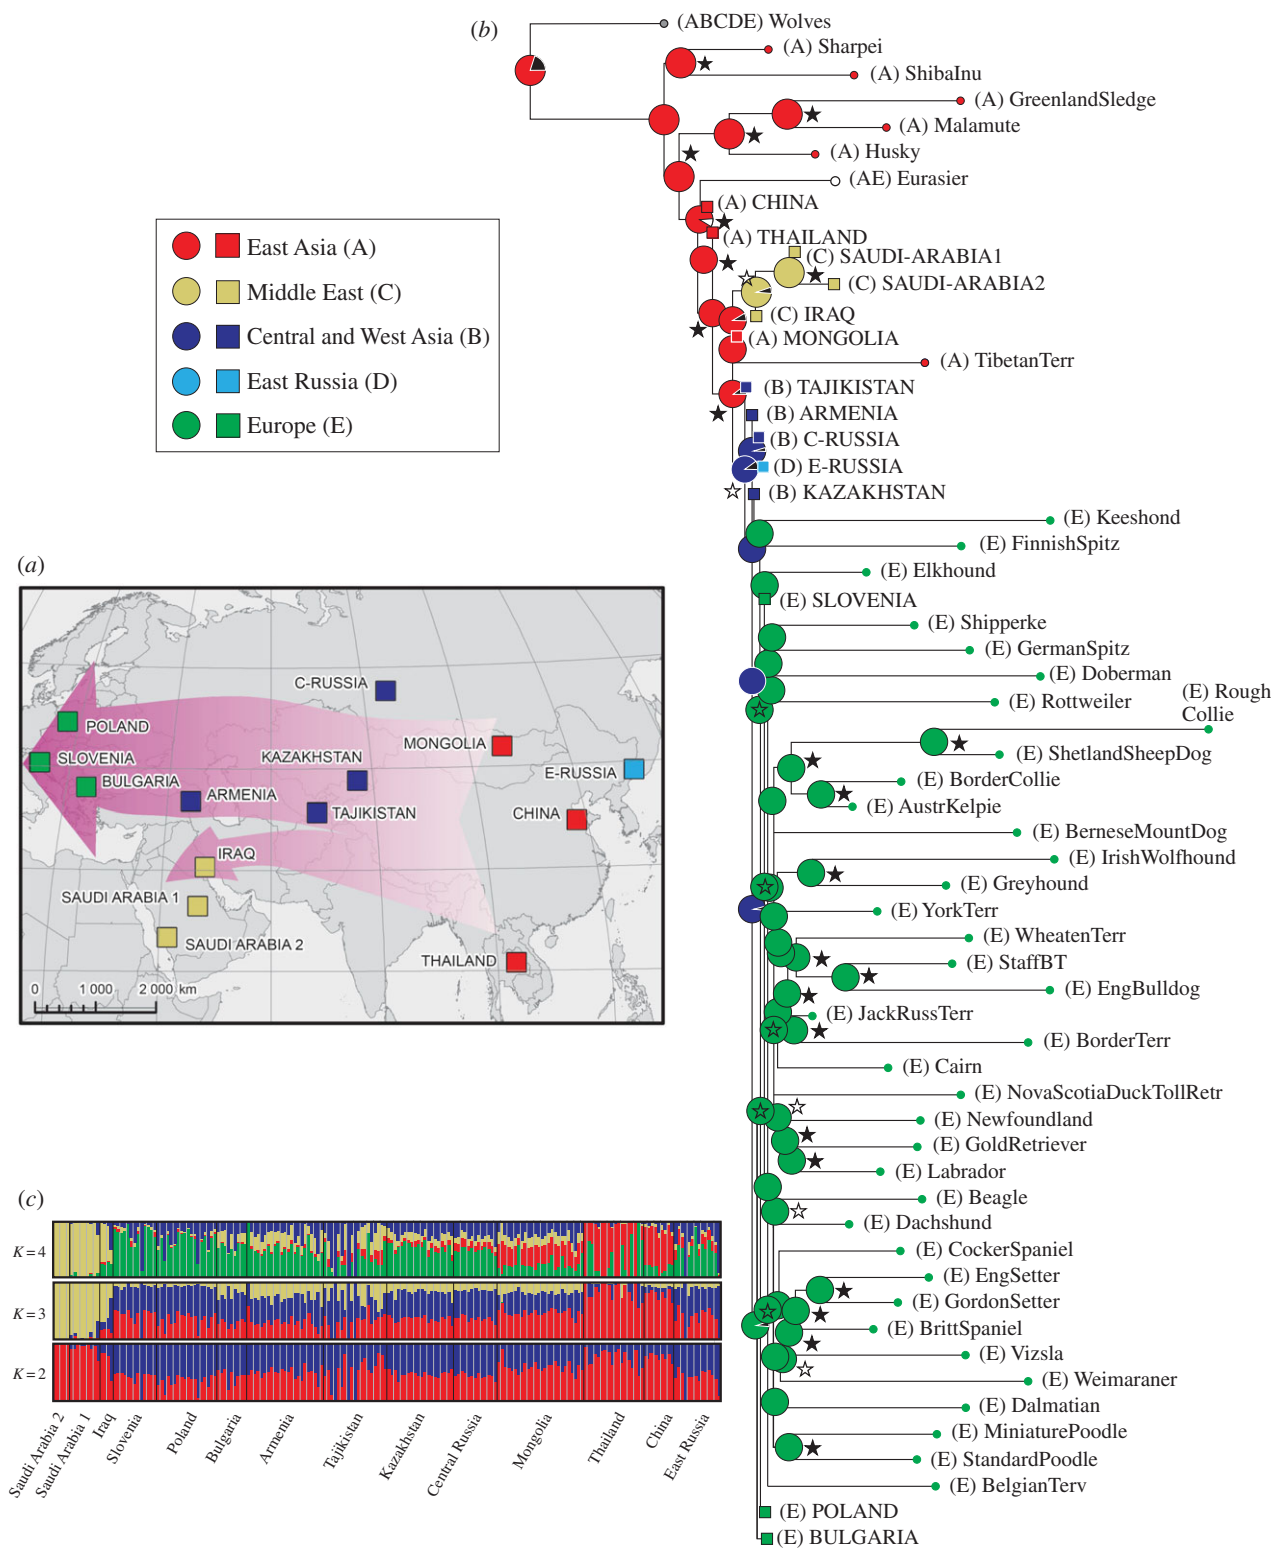 (b)
(ABCDE) Wolves
(A) Sharpei
(A) ShibaInu
(A) GreenlandSledge
(A) Malamute
(A) Husky
(AE) Eurasier
(A) CHINA
(A) THAILAND
(C) SAUDI-ARABIA1
(C) SAUDI-ARABIA2
(C) IRAQ
(A) MONGOLIA
(A) TibetanTerr
(B) TAJIKISTAN
(B) ARMENIA
(B) C-RUSSIA
(D) E-RUSSIA
(B) KAZAKHSTAN
(E) Keeshond
(E) FinnishSpitz
(E) Elkhound
(E) SLOVENIA
(E) Shipperke
(E) GermanSpitz
(E) Doberman
(E) Rottweiler
(E) Rough
Collie
(E) ShetlandSheepDog
(E) BorderCollie
(E) AustrKelpie
(E) BerneseMountDog
(E) IrishWolfhound
(E) Greyhound
(E) YorkTerr
(E) WheatenTerr
(E) StaffBT
(E) EngBulldog
(E) JackRussTerr
(E) BorderTerr
(E) Cairn
(E) NovaScotiaDuckTollRetr
(E) Newfoundland
(E) GoldRetriever
(E) Labrador
(E) Beagle
(E) Dachshund
(E) CockerSpaniel
(E) EngSetter
(E) GordonSetter
(E) BrittSpaniel
(E) Vizsla
(E) Weimaraner
(E) Dalmatian
(E) MiniaturePoodle
(E) StandardPoodle
(E) BelgianTerv
(E) POLAND
(E) BULGARIA
East Asia (A)
Middle East (C)
Central and West Asia (B)
East Russia (D)
Europe (E)
(a)
C-RUSSIA
POLAND
MONGOLIA
SLOVENIA
KAZAKHSTAN
E-RUSSIA
BULGARIA
ARMENIA
TAJIKISTAN
CHINA
IRAQ
SAUDI ARABIA 1
SAUDI ARABIA 2
THAILAND
0 1 000 2 000 km
(c)
K = 4
K = 3
K = 2
Saudi Arabia 2
Saudi Arabia 1
Iraq
Slovenia
Poland
Bulgaria
Armenia
Tajikistan
Kazakhstan
Central Russia
Mongolia
Thailand
China
East Russia